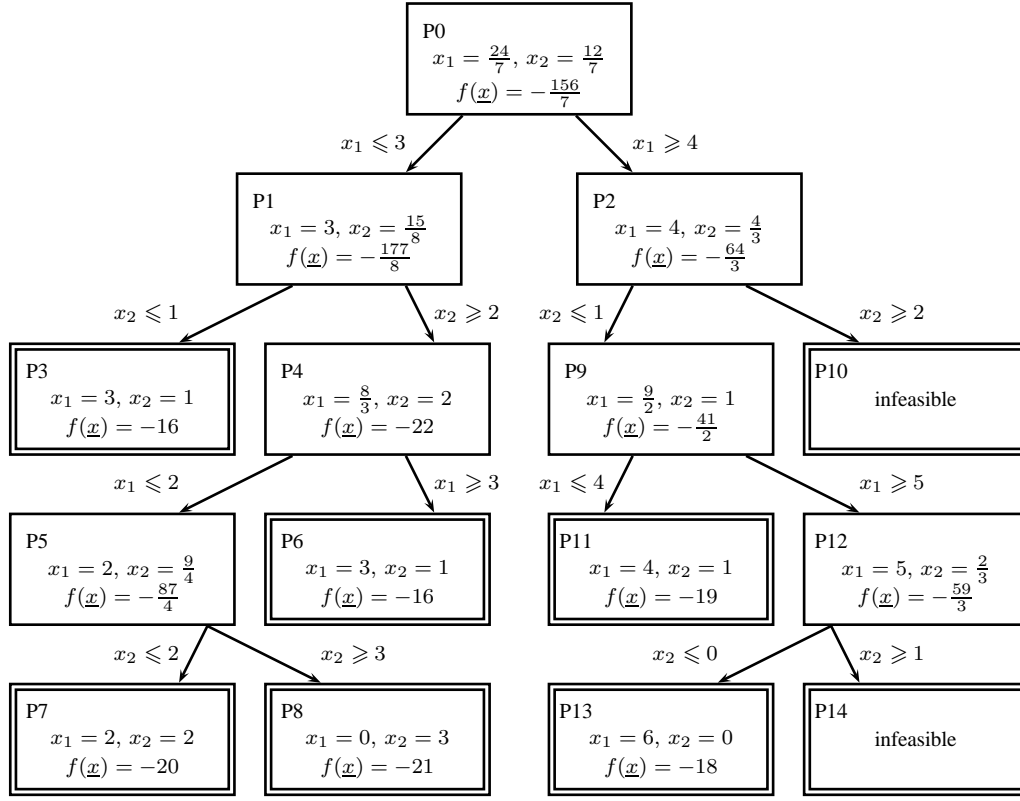 P0
x₁ = 24/7, x₂ = 12/7
f(x) = −156/7
x₁ ⩽ 3
x₁ ⩾ 4
P1
x₁ = 3, x₂ = 15/8
f(x) = −177/8
P2
x₁ = 4, x₂ = 4/3
f(x) = −64/3
x₂ ⩽ 1
x₂ ⩾ 2
x₂ ⩽ 1
x₂ ⩾ 2
P3
x₁ = 3, x₂ = 1
f(x) = −16
P4
x₁ = 8/3, x₂ = 2
f(x) = −22
P9
x₁ = 9/2, x₂ = 1
f(x) = −41/2
P10
infeasible
x₁ ⩽ 2
x₁ ⩾ 3
x₁ ⩽ 4
x₁ ⩾ 5
P5
x₁ = 2, x₂ = 9/4
f(x) = −87/4
P6
x₁ = 3, x₂ = 1
f(x) = −16
P11
x₁ = 4, x₂ = 1
f(x) = −19
P12
x₁ = 5, x₂ = 2/3
f(x) = −59/3
x₂ ⩽ 2
x₂ ⩾ 3
x₂ ⩽ 0
x₂ ⩾ 1
P7
x₁ = 2, x₂ = 2
f(x) = −20
P8
x₁ = 0, x₂ = 3
f(x) = −21
P13
x₁ = 6, x₂ = 0
f(x) = −18
P14
infeasible